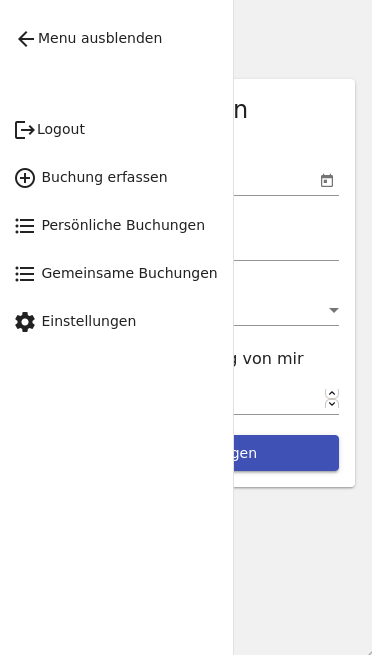 Menu ausblenden
n
Logout
Buchung erfassen
Persönliche Buchungen
Gemeinsame Buchungen
Einstellungen
von mir
gen